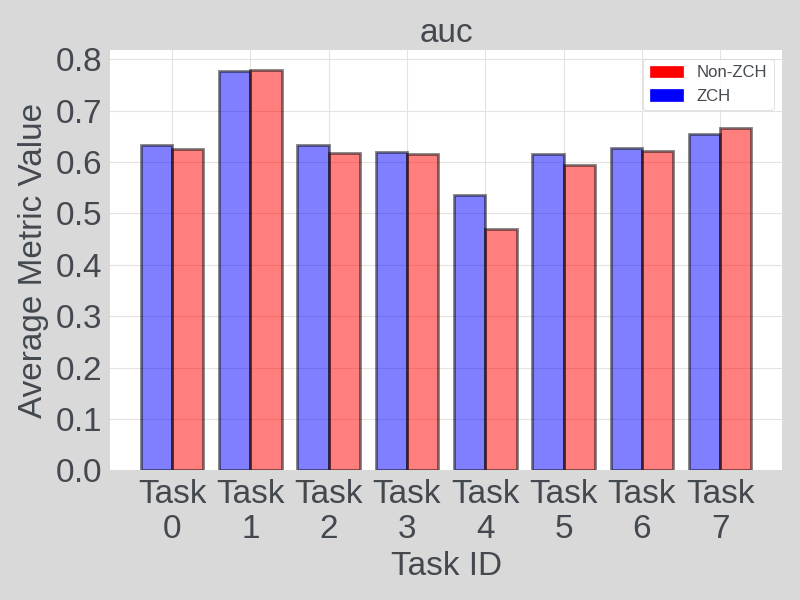 auc
Average Metric Value
0.8
0.7
0.6
0.5
0.4
0.3
0.2
0.1
0.0
Non-ZCH
ZCH
Task Task Task Task Task Task Task Task
0 1 2 3 4 5 6 7
Task ID